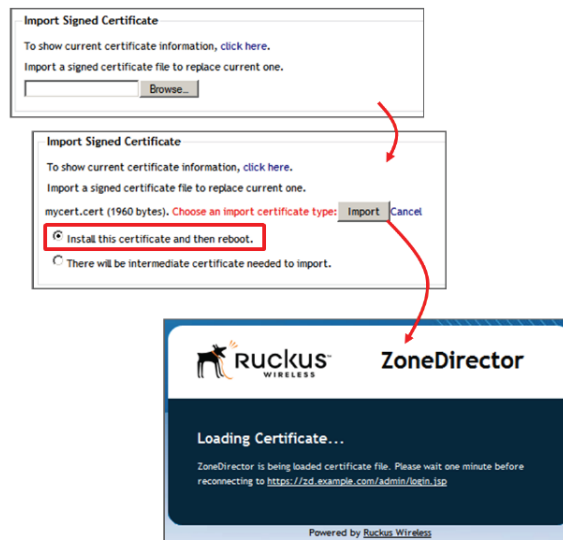 Import Signed Certificate
To show current certificate information, click here.
Import a signed certificate file to replace current one.
Browse...
Import Signed Certificate
To show current certificate information, click here.
Import a signed certificate file to replace current one.
mycert.cert (1960 bytes). Choose an import certificate type: Import Cancel
Install this certificate and then reboot.
There will be intermediate certificate needed to import.
RUCKUS WIRELESS
ZoneDirector
Loading Certificate...
ZoneDirector is being loaded certificate file. Please wait one minute before
reconnecting to https://zd.example.com/admin/login.jsp
Powered by Ruckus Wireless